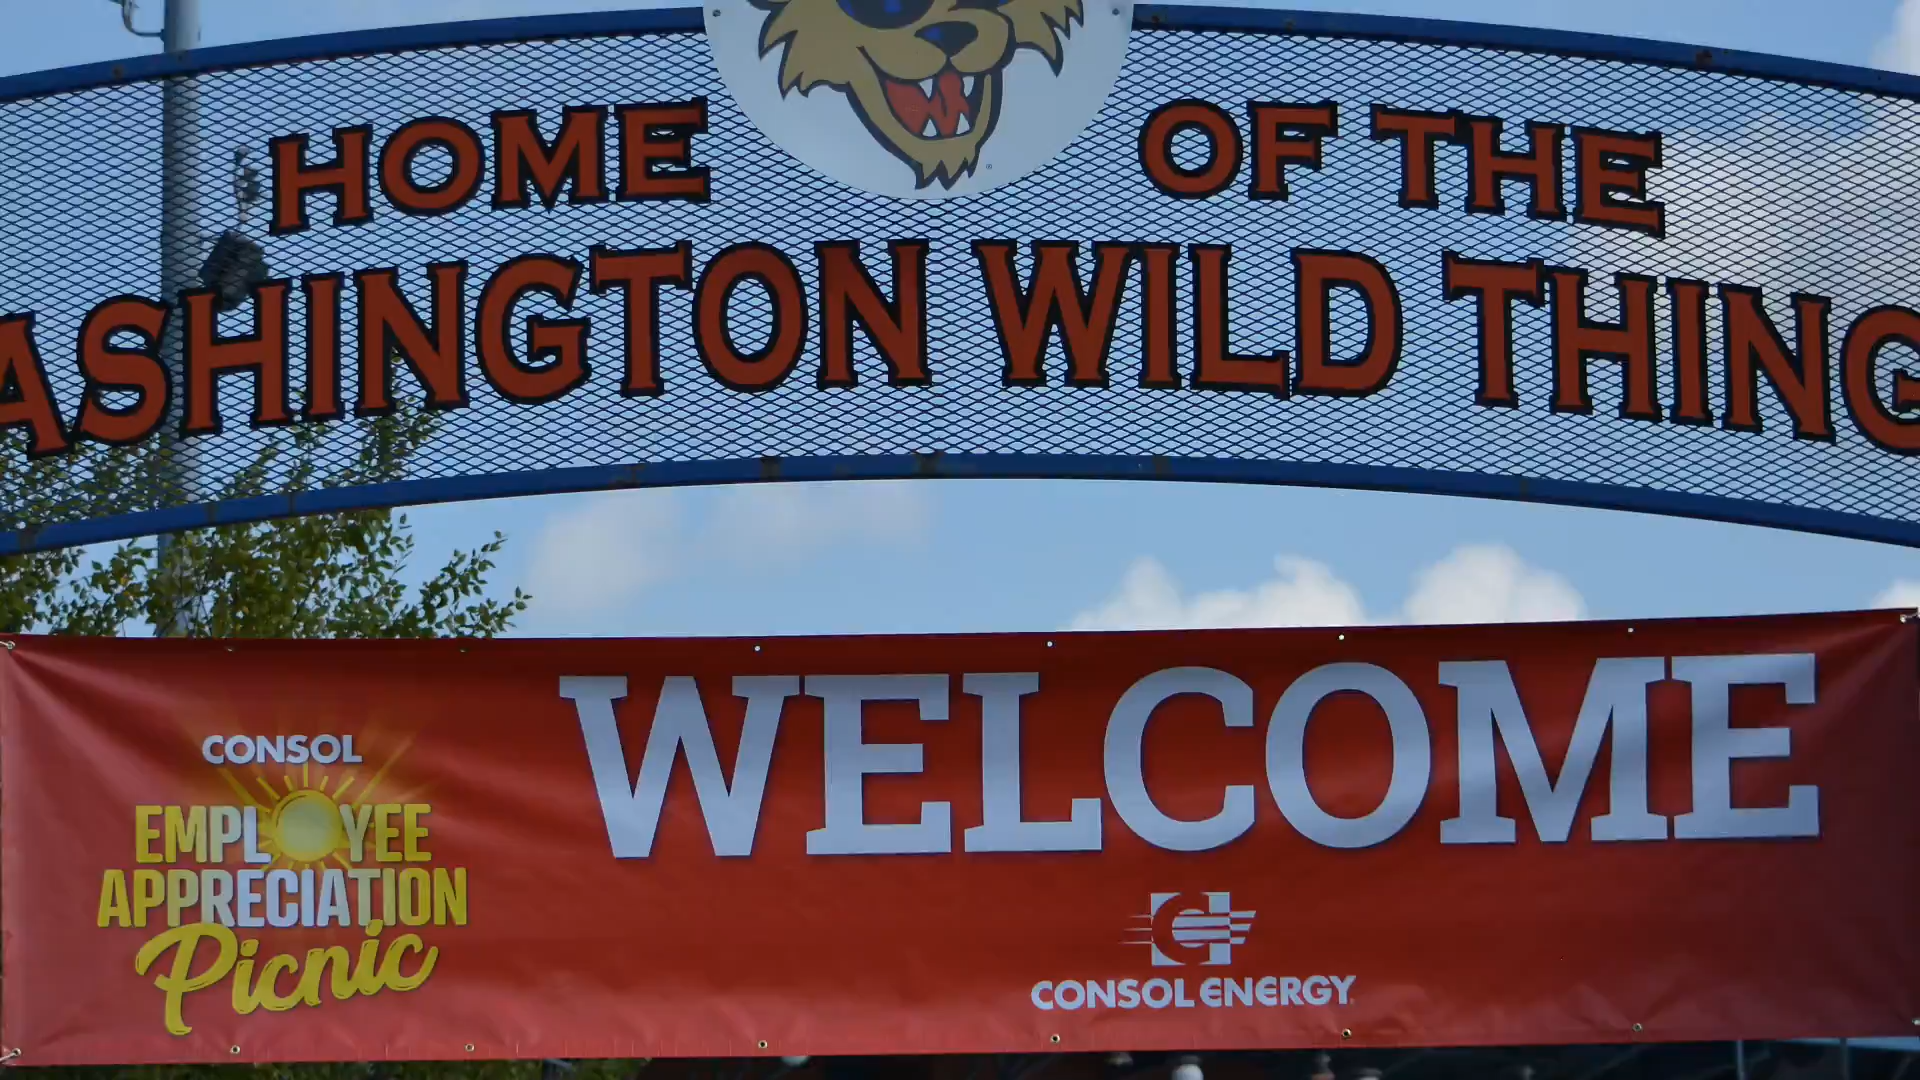 HOME OF THE
ASHINGTON WILD THING
WELCOME
CONSOL
EMPLOYEE
APPRECIATION
Picnic
CONSOL ENERGY